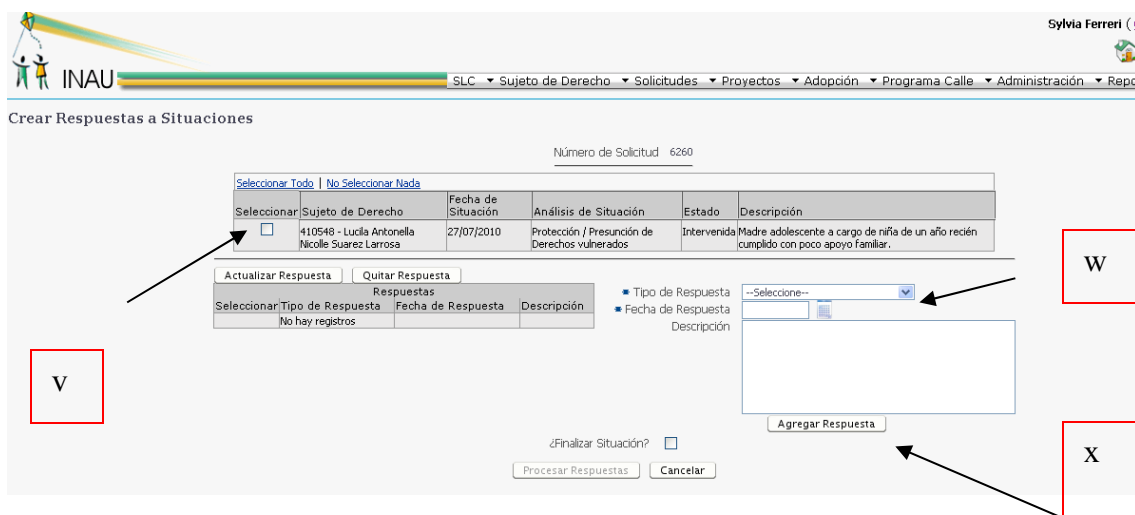 Sylvia Ferreri (
INAU
SLC Sujeto de Derecho Solicitudes Proyectos Adopción Programa Calle Administración Repo
Crear Respuestas a Situaciones
Número de Solicitud 6260
Seleccionar Todo | No Seleccionar Nada
Seleccionar Sujeto de Derecho Fecha de Situación Análisis de Situación Estado Descripción
410548 - Lucila Antonella Nicolle Suarez Larrosa 27/07/2010 Protección / Presunción de Derechos vulnerados Intervenida Madre adolescente a cargo de niña de un año recién cumplido con poco apoyo familiar.
W
Actualizar Respuesta Quitar Respuesta
Respuestas
Seleccionar Tipo de Respuesta Fecha de Respuesta Descripción
No hay registros
Tipo de Respuesta --Seleccione--
Fecha de Respuesta
Descripción
V
Agregar Respuesta
¿Finalizar Situación?
X
Procesar Respuestas Cancelar